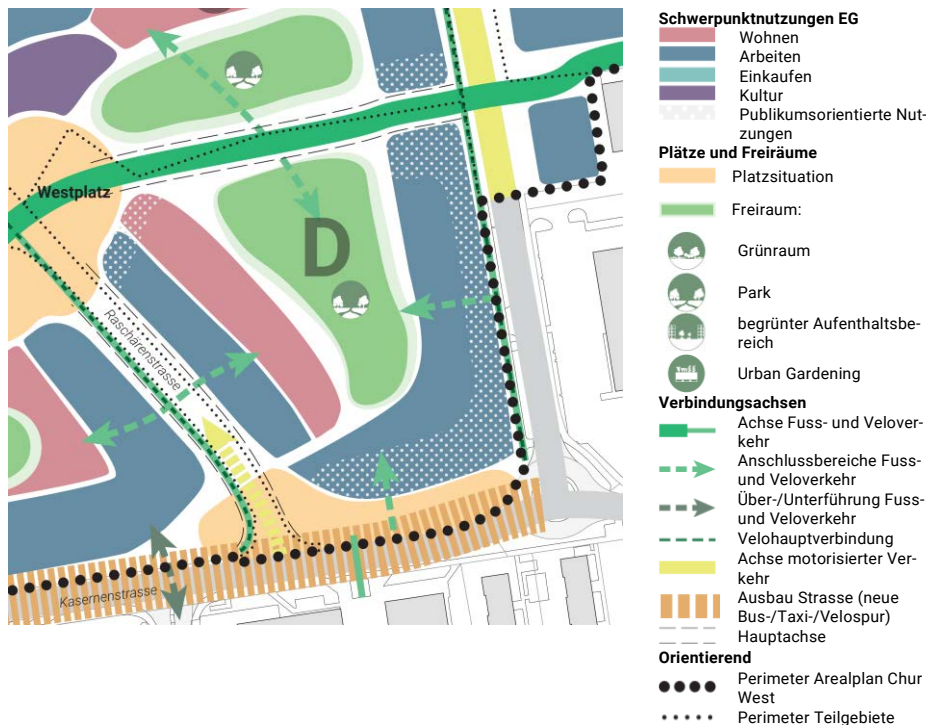 Westplatz
D
Raschärenstrasse
Kasernenstrasse
Schwerpunktnutzungen EG
Wohnen
Arbeiten
Einkaufen
Kultur
Publikumsorientierte Nut-
zungen
Plätze und Freiräume
Platzsituation
Freiraum:
Grünraum
Park
begrünter Aufenthaltsbe-
reich
Urban Gardening
Verbindungsachsen
Achse Fuss- und Velover-
kehr
Anschlussbereiche Fuss-
und Veloverkehr
Über-/Unterführung Fuss-
und Veloverkehr
Velohauptverbindung
Achse motorisierter Ver-
kehr
Ausbau Strasse (neue
Bus-/Taxi-/Velospur)
Hauptachse
Orientierend
Perimeter Arealplan Chur
West
Perimeter Teilgebiete